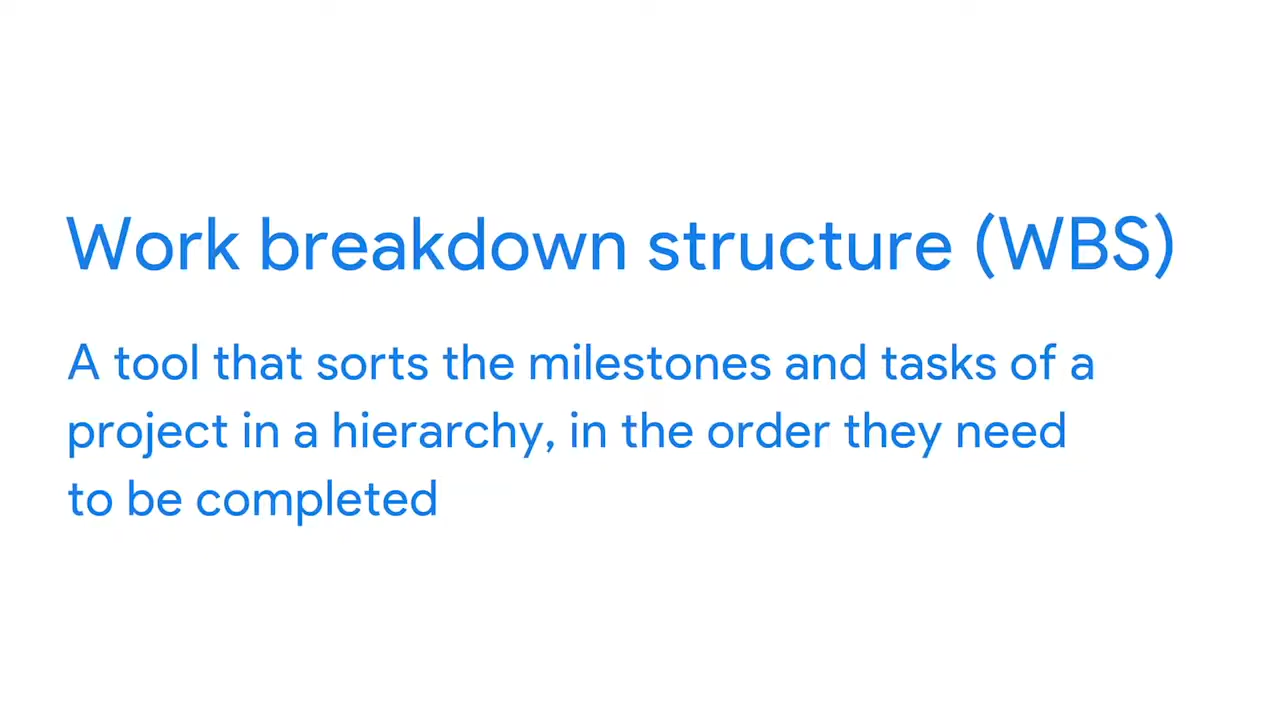 Work breakdown structure (WBS)
A tool that sorts the milestones and tasks of a
project in a hierarchy, in the order they need
to be completed